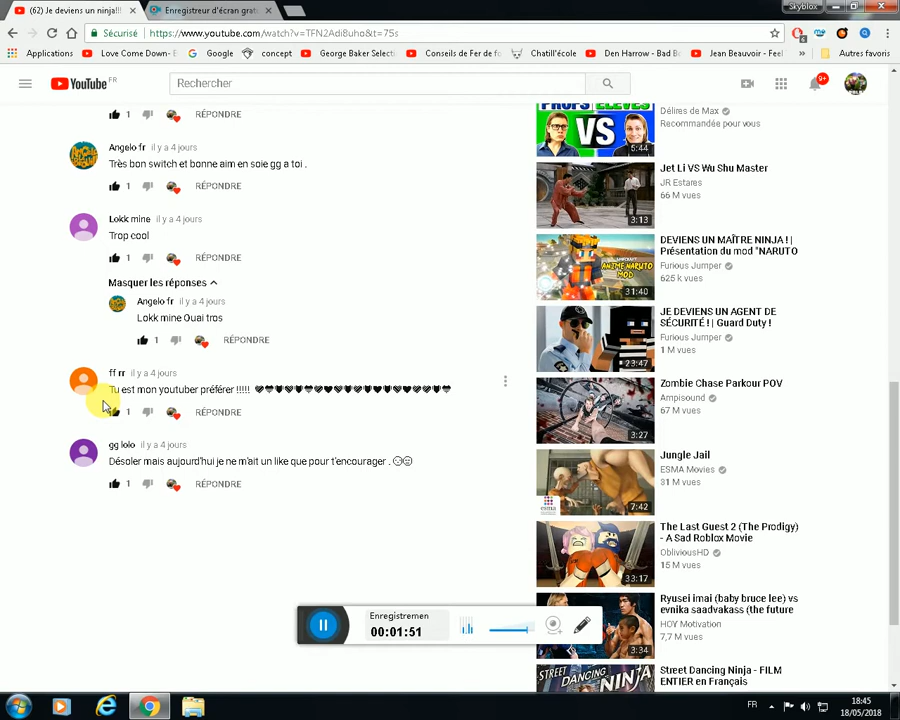 (62) Je deviens un ninja!!!
Enregistreur d'écran grat
Skyblox
Sécurisé
https://www.youtube.com/watch?v=TFN2Adi8uho&t=75s
Applications
Love Come Down - E
Google
concept
George Baker Selecti
Conseils de Fer de fo
Chatill'école
Den Harrow - Bad B
Jean Beauvoir - Feel
»
Autres favoris
YouTube FR
Rechercher
9+
1 RÉPONDRE
Angelo fr il y a 4 jours
Très bon switch et bonne aim en soie gg a toi .
1 RÉPONDRE
Lokk mine il y a 4 jours
Trop cool
1 RÉPONDRE
Masquer les réponses
Angelo fr il y a 4 jours
Lokk mine Ouai tros
1 RÉPONDRE
ff rr il y a 4 jours
Tu est mon youtuber préférer !!!!!
1 RÉPONDRE
gg lolo il y a 4 jours
Désoler mais aujourd'hui je ne m'ait un like que pour t'encourager .
1 RÉPONDRE
PROFS ELEVES
VS
5:44
Délires de Max
Recommandée pour vous
3:13
Jet Li VS Wu Shu Master
JR Estares
66 M vues
ANIME NARUTO
MOD
31:40
DEVIENS UN MAÎTRE NINJA ! |
Présentation du mod "NARUTO
Furious Jumper
625 k vues
23:47
JE DEVIENS UN AGENT DE
SÉCURITÉ ! | Guard Duty !
Furious Jumper
1 M vues
3:27
Zombie Chase Parkour POV
Ampisound
67 M vues
7:42
Jungle Jail
ESMA Movies
31 M vues
33:17
The Last Guest 2 (The Prodigy)
- A Sad Roblox Movie
ObliviousHD
15 M vues
3:34
Ryusei imai (baby bruce lee) vs
evnika saadvakass (the future
HOY Motivation
7,7 M vues
STREET DANCING NINJA
Street Dancing Ninja - FILM
ENTIER en Français
Enregistremen
00:01:51
FR
18:45
18/05/2018